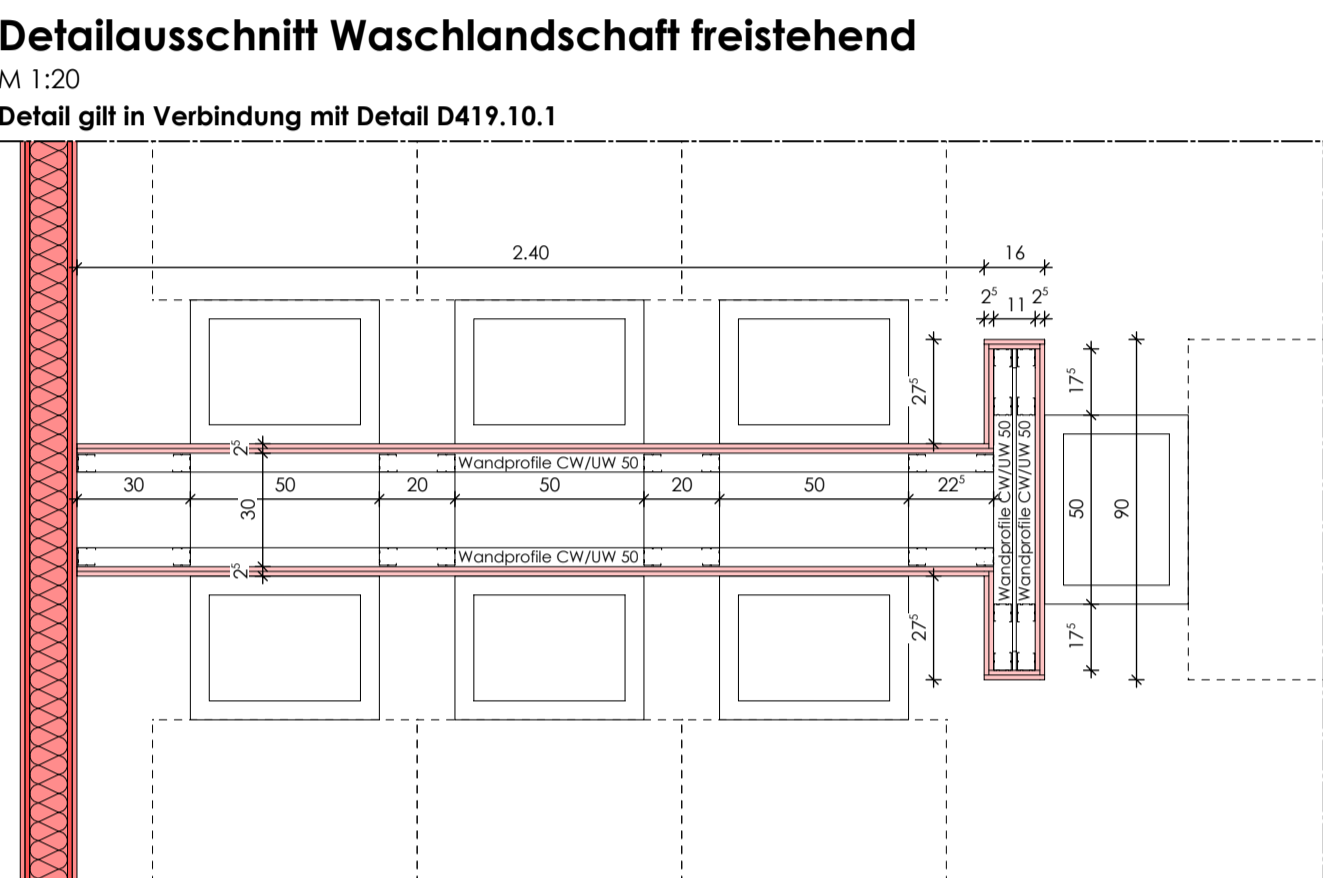 Detailausschnitt Waschlandschaft freistehend
M 1:20
Detail gilt in Verbindung mit Detail D419.10.1
2.40
16
2⁵ 11 2⁵
27⁵
17⁵
2⁵
Wandprofile CW/UW 50
30 50 20 50 20 50 22⁵
30
Wandprofile CW/UW 50
Wandprofile CW/UW 50
50
90
Wandprofile CW/UW 50
2⁵
27⁵
17⁵